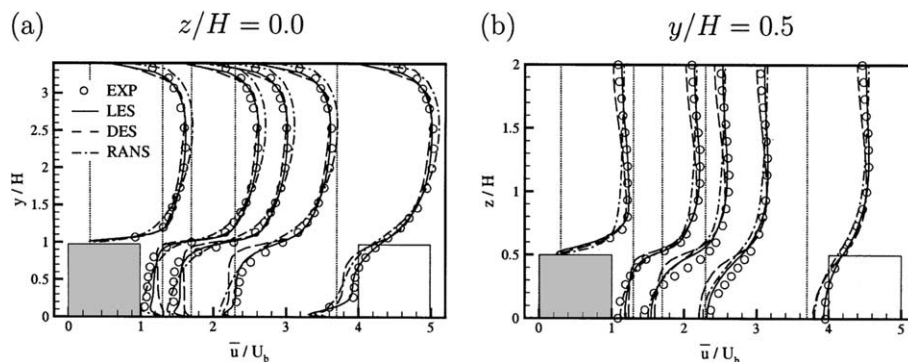 (a) z/H = 0.0
EXP
LES
DES
RANS
y / H
3
2.5
2
1.5
1
0.5
0
0 1 2 3 4 5
u̅ / U_b
(b) y/H = 0.5
z / H
2
1.5
1
0.5
0
0 1 2 3 4 5
u̅ / U_b